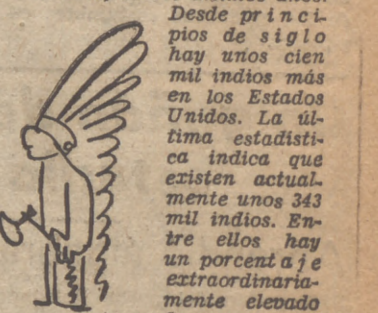 Desde princi-
pios de siglo
hay unos cien
mil indios más
en los Estados
Unidos. La úl-
tima estadísti-
ca indica que
existen actual-
mente unos 343
mil indios. En-
tre ellos hay
un porcentaje
extraordinaria-
mente elevado